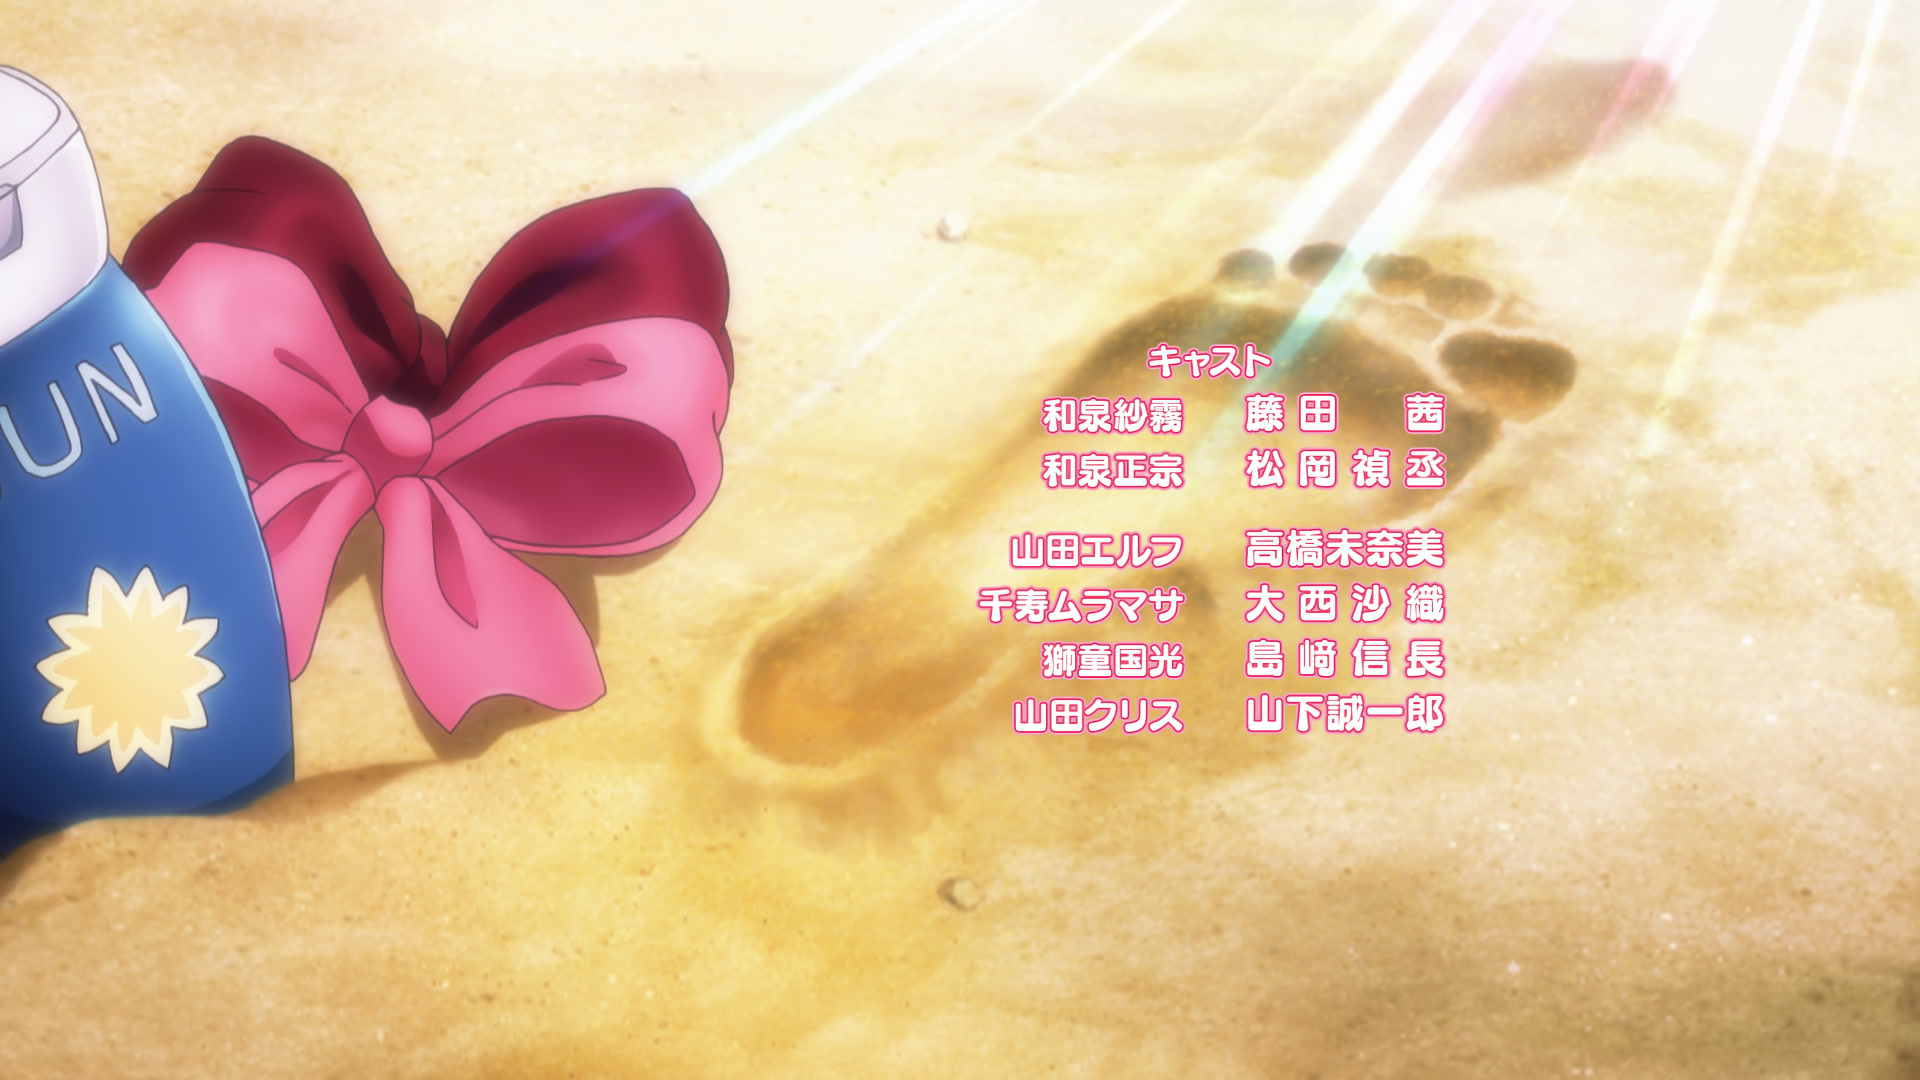 UN
キャスト
和泉紗霧 藤田 茜
和泉正宗 松岡禎丞
山田エルフ 高橋未奈美
千寿ムラマサ 大西沙織
獅童国光 島﨑信長
山田クリス 山下誠一郎